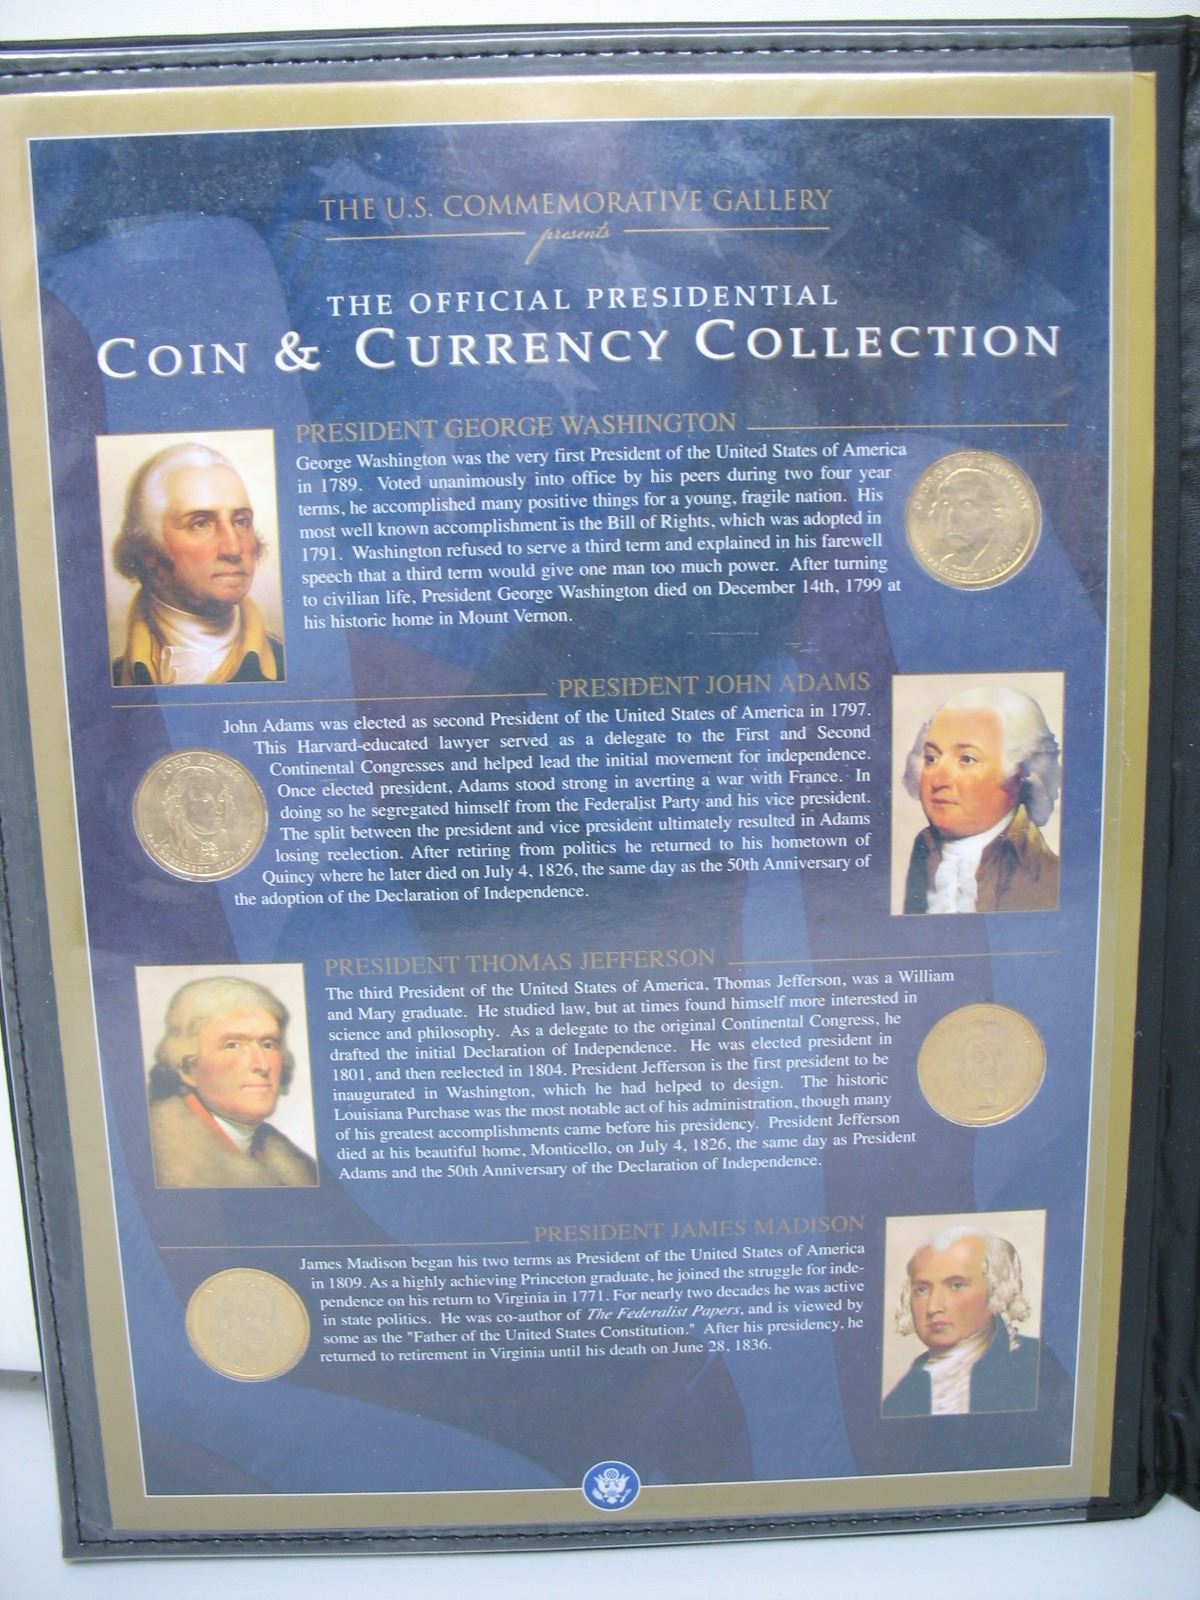 THE U.S. COMMEMORATIVE GALLERY
presents
THE OFFICIAL PRESIDENTIAL
COIN & CURRENCY COLLECTION
PRESIDENT GEORGE WASHINGTON
George Washington was the very first President of the United States of America
in 1789. Voted unanimously into office by his peers during two four year
terms, he accomplished many positive things for a young, fragile nation. His
most well known accomplishment is the Bill of Rights, which was adopted in
1791. Washington refused to serve a third term and explained in his farewell
speech that a third term would give one man too much power. After turning
to civilian life, President George Washington died on December 14th, 1799 at
his historic home in Mount Vernon.
GEORGE WASHINGTON
PRESIDENT JOHN ADAMS
John Adams was elected as second President of the United States of America in 1797.
This Harvard-educated lawyer served as a delegate to the First and Second
Continental Congresses and helped lead the initial movement for independence.
Once elected president, Adams stood strong in averting a war with France. In
doing so he segregated himself from the Federalist Party and his vice president.
The split between the president and vice president ultimately resulted in Adams
losing reelection. After retiring from politics he returned to his hometown of
Quincy where he later died on July 4, 1826, the same day as the 50th Anniversary of
the adoption of the Declaration of Independence.
JOHN ADAMS
PRESIDENT THOMAS JEFFERSON
The third President of the United States of America, Thomas Jefferson, was a William
and Mary graduate. He studied law, but at times found himself more interested in
science and philosophy. As a delegate to the original Continental Congress, he
drafted the initial Declaration of Independence. He was elected president in
1801, and then reelected in 1804. President Jefferson is the first president to be
inaugurated in Washington, which he had helped to design. The historic
Louisiana Purchase was the most notable act of his administration, though many
of his greatest accomplishments came before his presidency. President Jefferson
died at his beautiful home, Monticello, on July 4, 1826, the same day as President
Adams and the 50th Anniversary of the Declaration of Independence.
PRESIDENT JAMES MADISON
James Madison began his two terms as President of the United States of America
in 1809. As a highly achieving Princeton graduate, he joined the struggle for inde-
pendence on his return to Virginia in 1771. For nearly two decades he was active
in state politics. He was co-author of The Federalist Papers, and is viewed by
some as the "Father of the United States Constitution." After his presidency, he
returned to retirement in Virginia until his death on June 28, 1836.